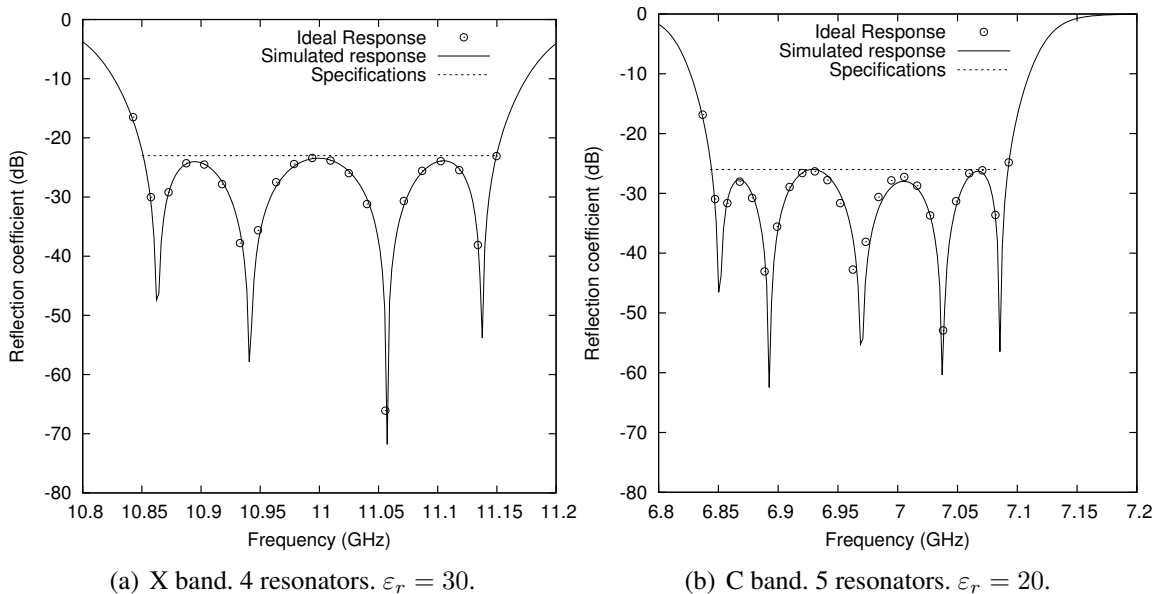 0
-10
-20
-30
-40
-50
-60
-70
-80
10.8 10.85 10.9 10.95 11 11.05 11.1 11.15 11.2
Reflection coefficient (dB)
Frequency (GHz)
Ideal Response
Simulated response
Specifications
(a) X band. 4 resonators. εr = 30.
0
-10
-20
-30
-40
-50
-60
-70
-80
6.8 6.85 6.9 6.95 7 7.05 7.1 7.15 7.2
Reflection coefficient (dB)
Frequency (GHz)
Ideal Response
Simulated response
Specifications
(b) C band. 5 resonators. εr = 20.